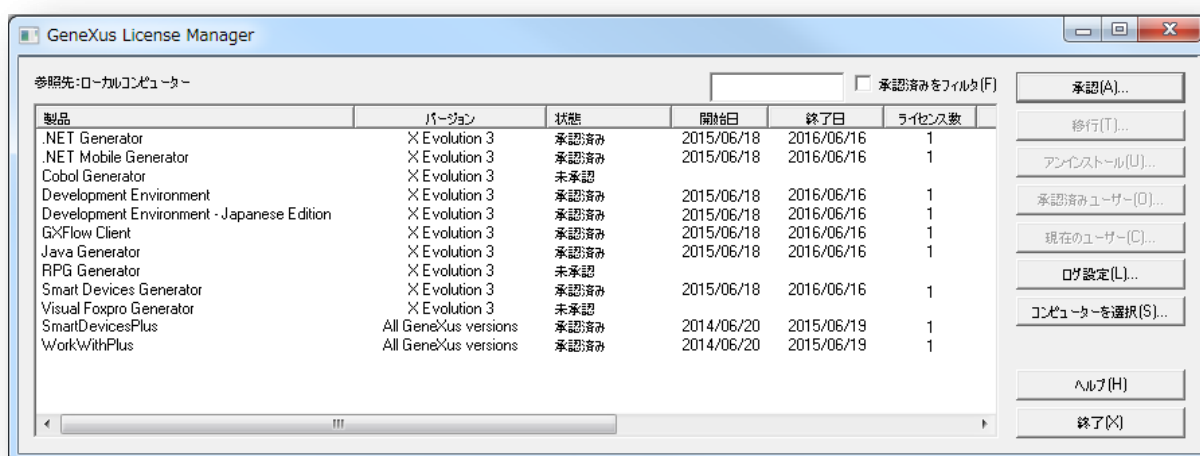 GeneXus License Manager
参照先:ローカルコンピューター
承認済みをフィルタ(F)
製品 バージョン 状態 開始日 終了日 ライセンス数
.NET Generator X Evolution 3 承認済み 2015/06/18 2016/06/16 1
.NET Mobile Generator X Evolution 3 承認済み 2015/06/18 2016/06/16 1
Cobol Generator X Evolution 3 未承認
Development Environment X Evolution 3 承認済み 2015/06/18 2016/06/16 1
Development Environment - Japanese Edition X Evolution 3 承認済み 2015/06/18 2016/06/16 1
GXFlow Client X Evolution 3 承認済み 2015/06/18 2016/06/16 1
Java Generator X Evolution 3 承認済み 2015/06/18 2016/06/16 1
RPG Generator X Evolution 3 未承認
Smart Devices Generator X Evolution 3 承認済み 2015/06/18 2016/06/16 1
Visual Foxpro Generator X Evolution 3 未承認
SmartDevicesPlus All GeneXus versions 承認済み 2014/06/20 2015/06/19 1
WorkWithPlus All GeneXus versions 承認済み 2014/06/20 2015/06/19 1
承認(A)...
移行(T)...
アンインストール(U)...
承認済みユーザー(O)...
現在のユーザー(C)...
ログ設定(L)...
コンピューターを選択(S)...
ヘルプ(H)
終了(X)